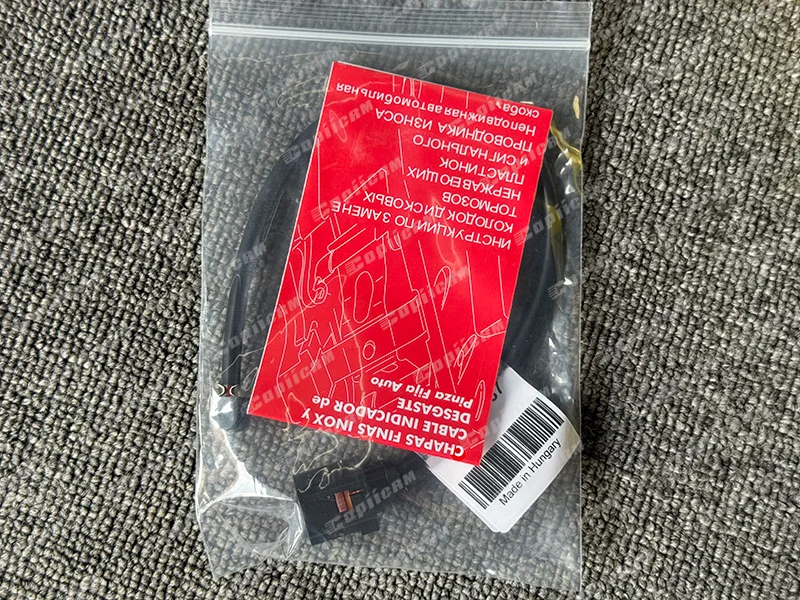 ИНСТРУКЦИИ ПО ЗАМЕНЕ
КОЛОДОК ДИСКОВЫХ
ТОРМОЗОВ
НЕРЖАВЕЮЩИХ
ПЛАСТИНОК
И СИГНАЛЬНОГО
ПРОВОДНИКА ИЗНОСА
Неподвижная автомобильная
скоба
CHAPAS FINAS INOX Y
CABLE INDICADOR de
DESGASTE
Pinza Fija Auto
Made in Hungary
CopiiCRM